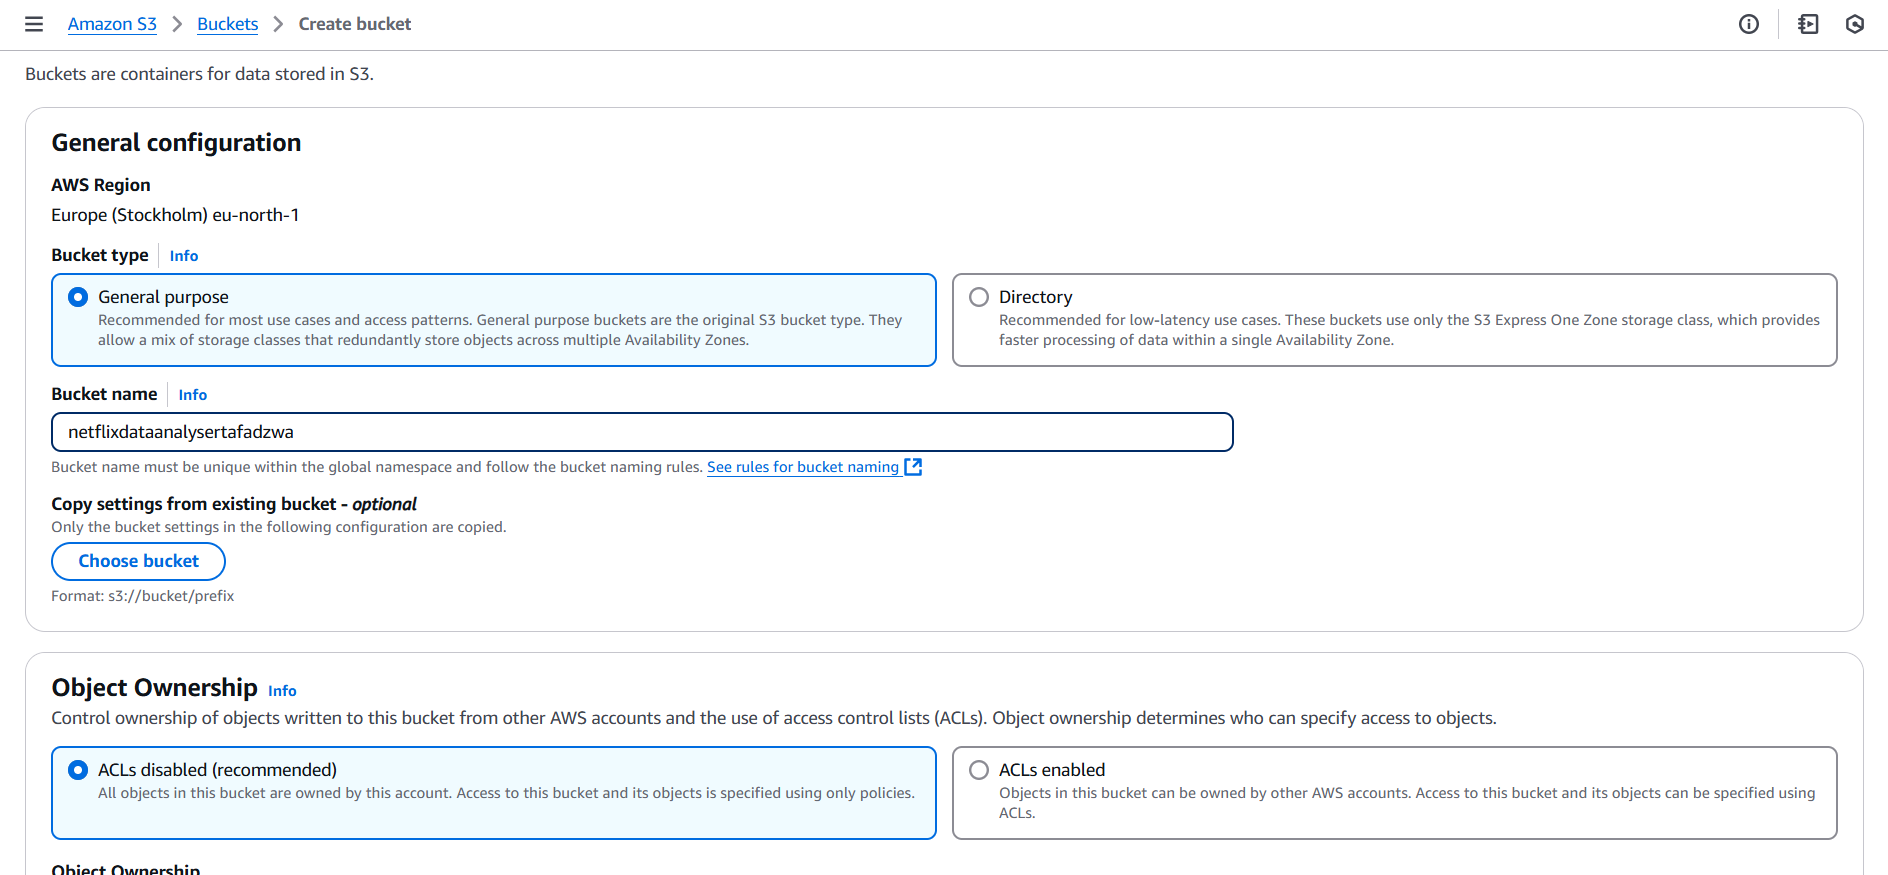 Amazon S3 > Buckets > Create bucket
Buckets are containers for data stored in S3.
General configuration
AWS Region
Europe (Stockholm) eu-north-1
Bucket type Info
General purpose
Recommended for most use cases and access patterns. General purpose buckets are the original S3 bucket type. They
allow a mix of storage classes that redundantly store objects across multiple Availability Zones.
Directory
Recommended for low-latency use cases. These buckets use only the S3 Express One Zone storage class, which provides
faster processing of data within a single Availability Zone.
Bucket name Info
netflixdataanalysertafadzwa
Bucket name must be unique within the global namespace and follow the bucket naming rules. See rules for bucket naming
Copy settings from existing bucket - optional
Only the bucket settings in the following configuration are copied.
Choose bucket
Format: s3://bucket/prefix
Object Ownership Info
Control ownership of objects written to this bucket from other AWS accounts and the use of access control lists (ACLs). Object ownership determines who can specify access to objects.
ACLs disabled (recommended)
All objects in this bucket are owned by this account. Access to this bucket and its objects is specified using only policies.
ACLs enabled
Objects in this bucket can be owned by other AWS accounts. Access to this bucket and its objects can be specified using
ACLs.
Object Ownership